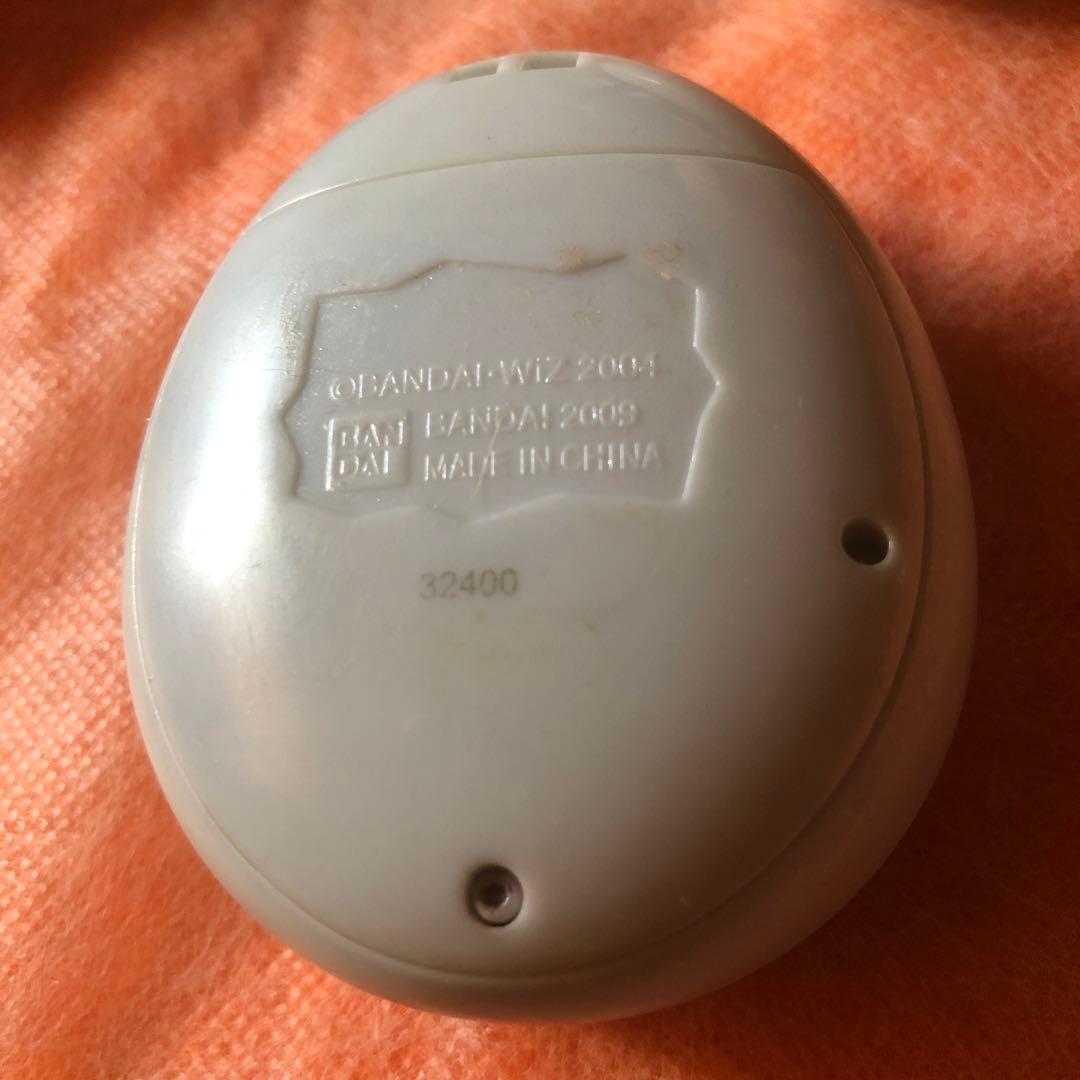 ©BANDAI•WiZ 2004
BAN
DAI
BANDAI 2009
MADE IN CHINA
32400